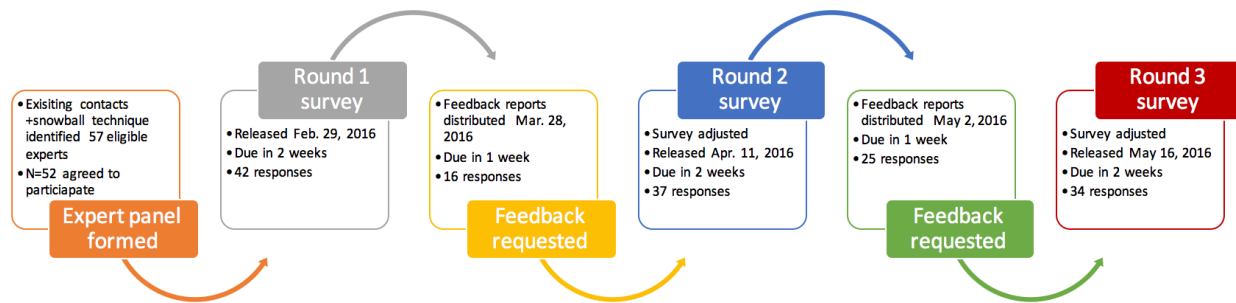 • Exisiting contacts
+snowball technique
identified 57 eligible
experts
• N=52 agreed to
particiapate
Expert panel
formed
Round 1
survey
• Released Feb. 29, 2016
• Due in 2 weeks
• 42 responses
• Feedback reports
distributed Mar. 28,
2016
• Due in 1 week
• 16 responses
Feedback
requested
Round 2
survey
• Survey adjusted
• Released Apr. 11, 2016
• Due in 2 weeks
• 37 responses
• Feedback reports
distributed May 2, 2016
• Due in 1 week
• 25 responses
Feedback
requested
Round 3
survey
• Survey adjusted
• Released May 16, 2016
• Due in 2 weeks
• 34 responses